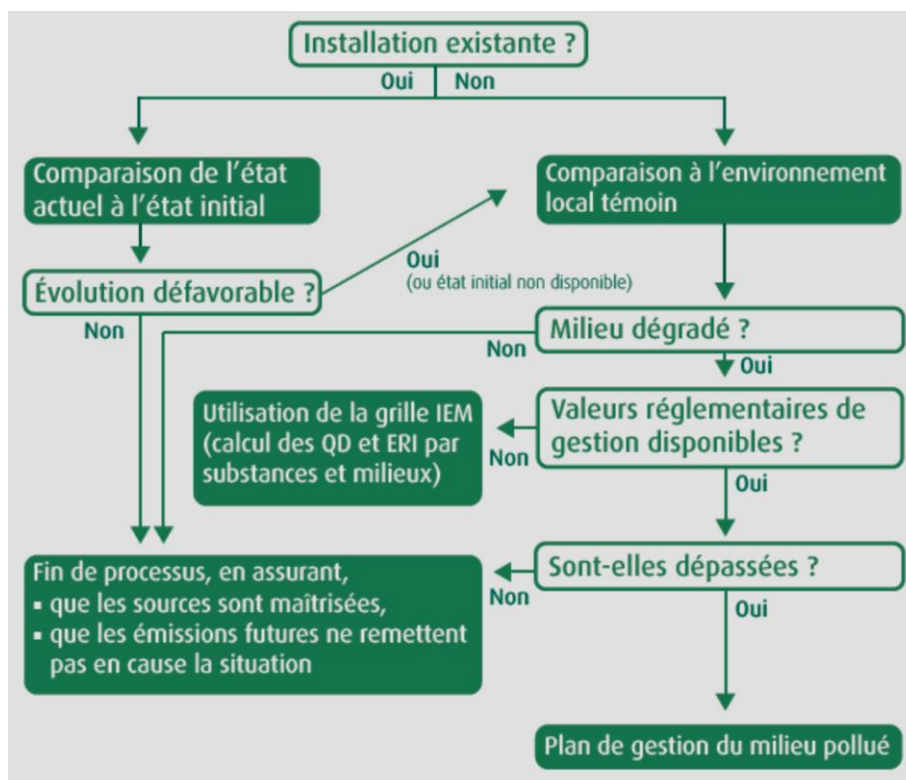 Installation existante ?
Oui
Non
Comparaison de l'état
actuel à l'état initial
Comparaison à l'environnement
local témoin
Évolution défavorable ?
Oui
(ou état initial non disponible)
Non
Milieu dégradé ?
Non
Oui
Utilisation de la grille IEM
(calcul des QD et ERI par
substances et milieux)
Valeurs réglementaires de
gestion disponibles ?
Non
Oui
Fin de processus, en assurant,
▪ que les sources sont maîtrisées,
▪ que les émissions futures ne remettent
pas en cause la situation
Sont-elles dépassées ?
Non
Oui
Plan de gestion du milieu pollué